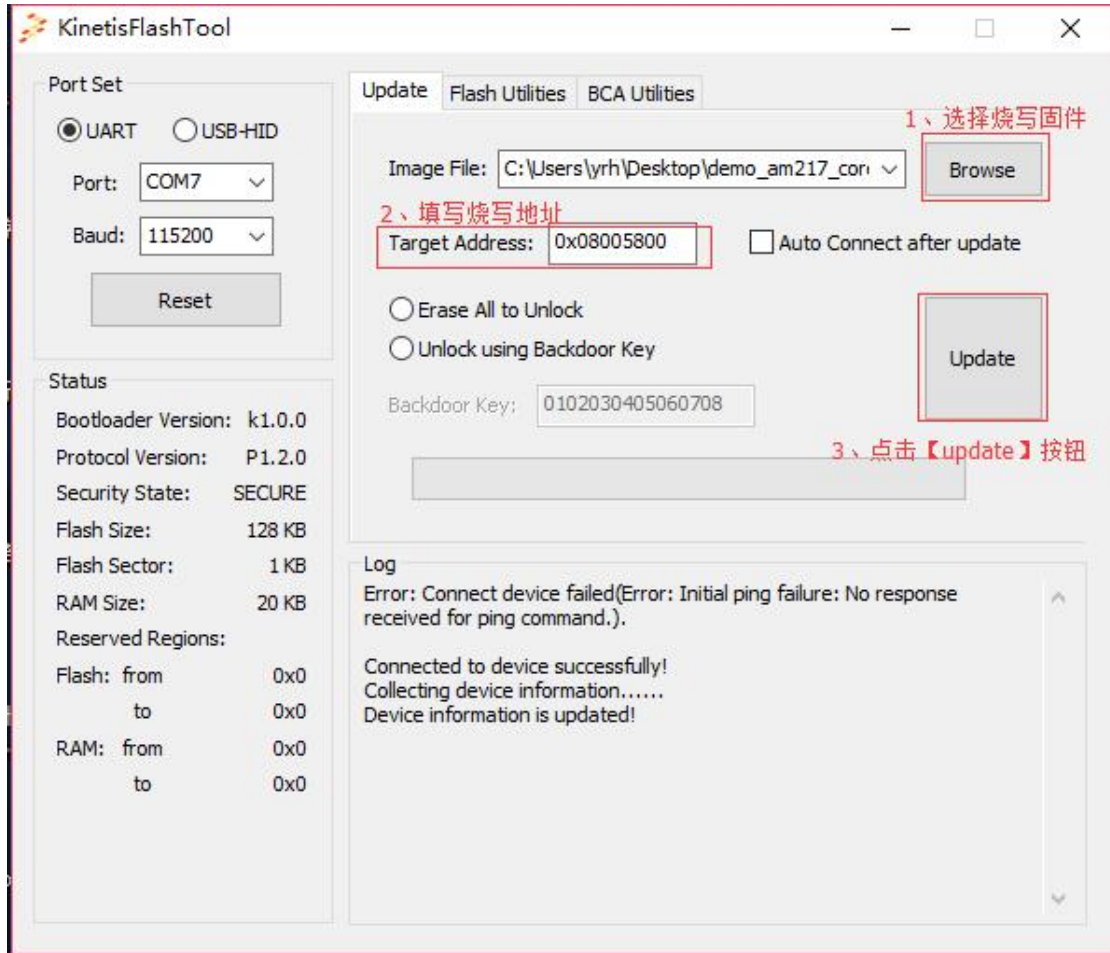 KinetisFlashTool
Port Set
UART
USB-HID
Port: COM7
Baud: 115200
Reset
Status
Bootloader Version: k1.0.0
Protocol Version: P1.2.0
Security State: SECURE
Flash Size: 128 KB
Flash Sector: 1 KB
RAM Size: 20 KB
Reserved Regions:
Flash: from 0x0
to 0x0
RAM: from 0x0
to 0x0
Update
Flash Utilities
BCA Utilities
1、选择烧写固件
Image File: C:\Users\yrh\Desktop\demo_am217_cor
Browse
2、填写烧写地址
Target Address: 0x08005800
Auto Connect after update
Erase All to Unlock
Unlock using Backdoor Key
Update
Backdoor Key: 0102030405060708
3、点击【update】按钮
Log
Error: Connect device failed(Error: Initial ping failure: No response
received for ping command.).
Connected to device successfully!
Collecting device information......
Device information is updated!